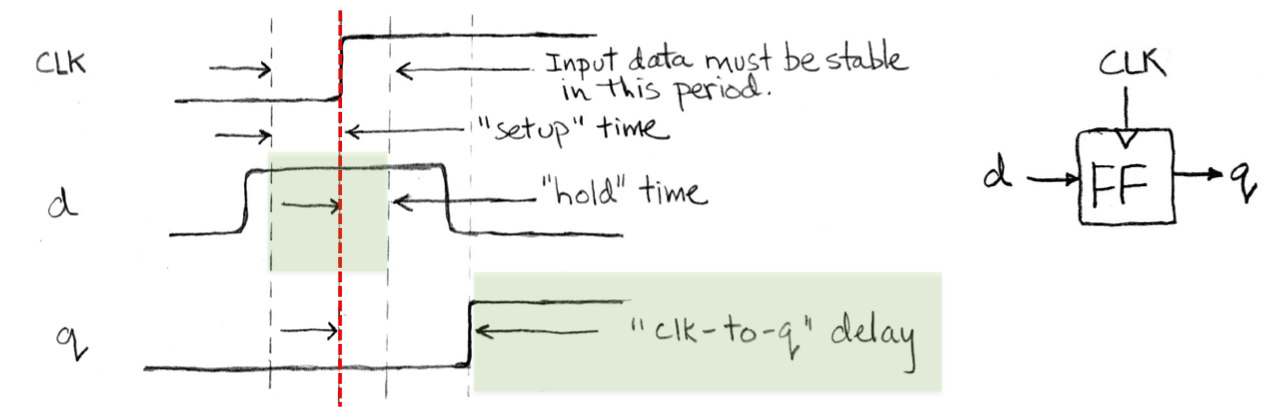 CLK
Input data must be stable
in this period.
"setup" time
d
"hold" time
q
"clk-to-q" delay
CLK
d
FF
q